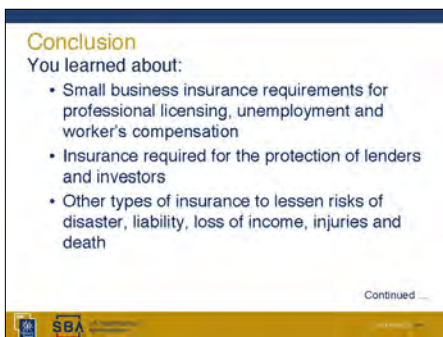 Conclusion
You learned about:
• Small business insurance requirements for
professional licensing, unemployment and
worker's compensation
• Insurance required for the protection of lenders
and investors
• Other types of insurance to lessen risks of
disaster, liability, loss of income, injuries and
death
Continued ...
SBA